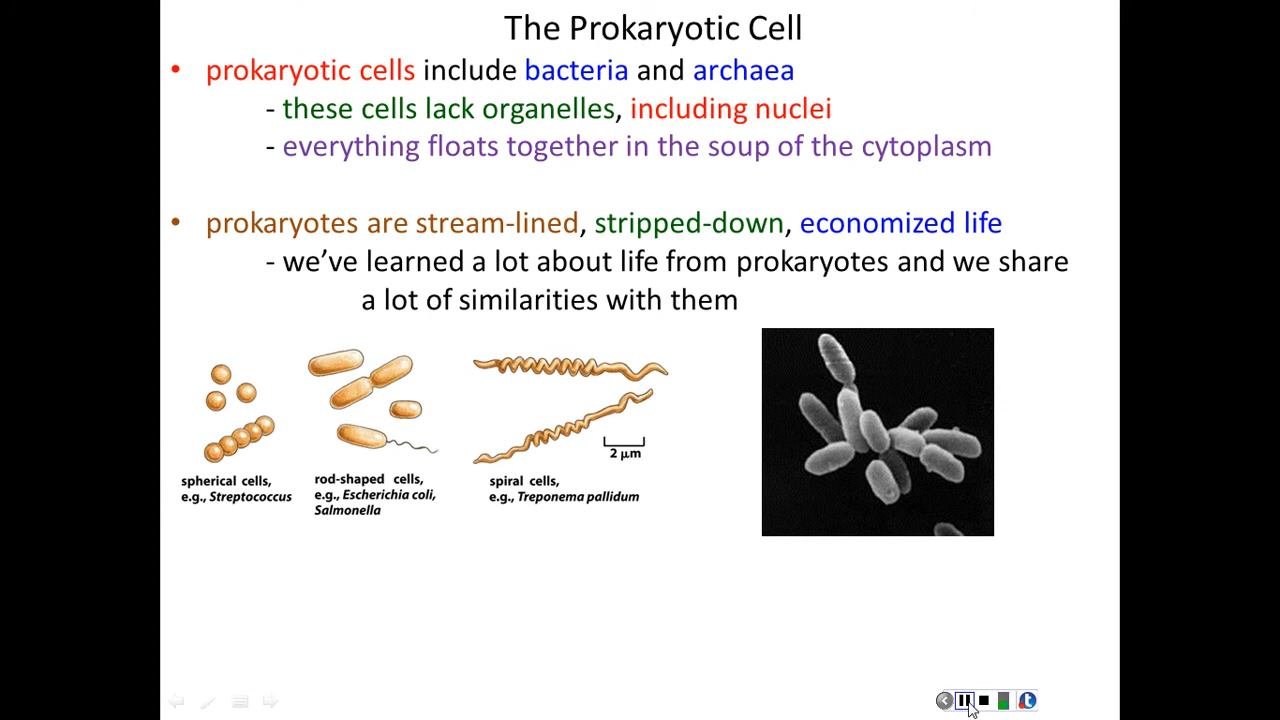 The Prokaryotic Cell
• prokaryotic cells include bacteria and archaea
- these cells lack organelles, including nuclei
- everything floats together in the soup of the cytoplasm
• prokaryotes are stream-lined, stripped-down, economized life
- we’ve learned a lot about life from prokaryotes and we share
a lot of similarities with them
2 µm
spherical cells,
e.g., Streptococcus
rod-shaped cells,
e.g., Escherichia coli,
Salmonella
spiral cells,
e.g., Treponema pallidum
t